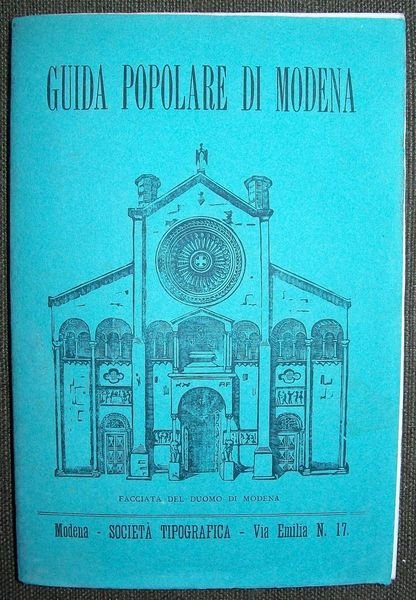 GUIDA POPOLARE DI MODENA
FACCIATA DEL DUOMO DI MODENA
Modena - SOCIETÀ TIPOGRAFICA - Via Emilia N. 17.